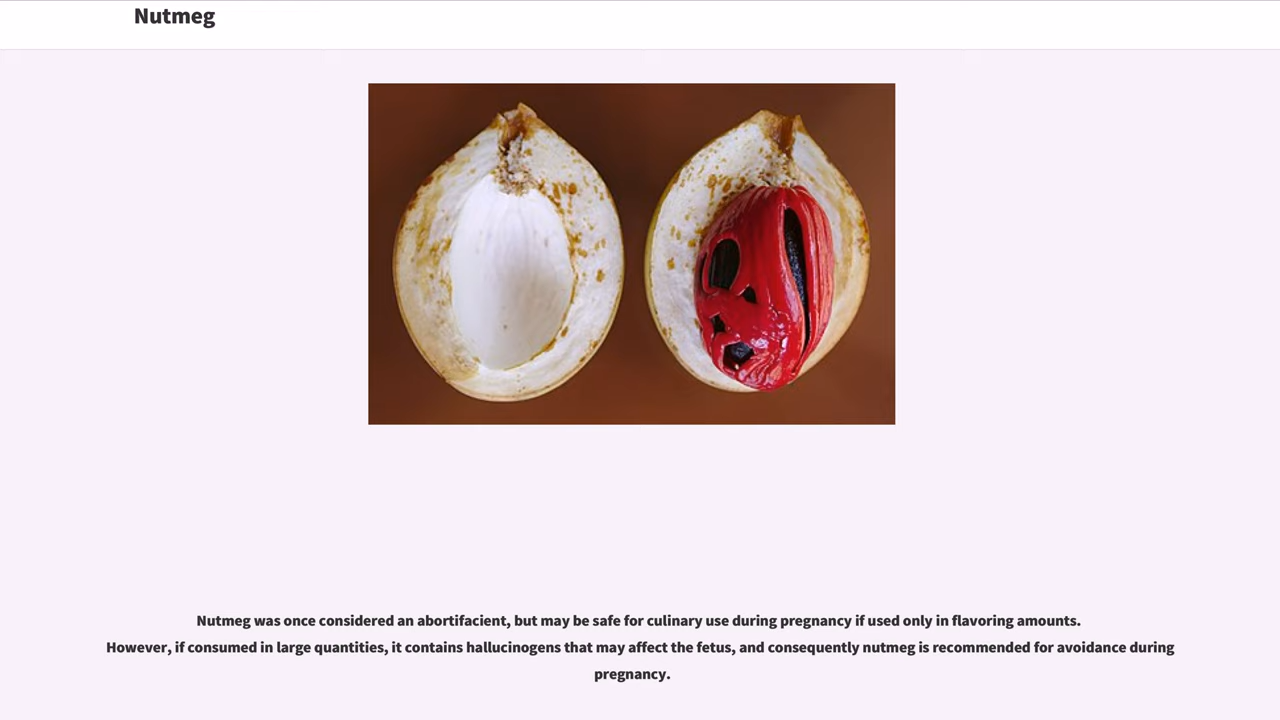 Nutmeg
Nutmeg was once considered an abortifacient, but may be safe for culinary use during pregnancy if used only in flavoring amounts.
However, if consumed in large quantities, it contains hallucinogens that may affect the fetus, and consequently nutmeg is recommended for avoidance during
pregnancy.